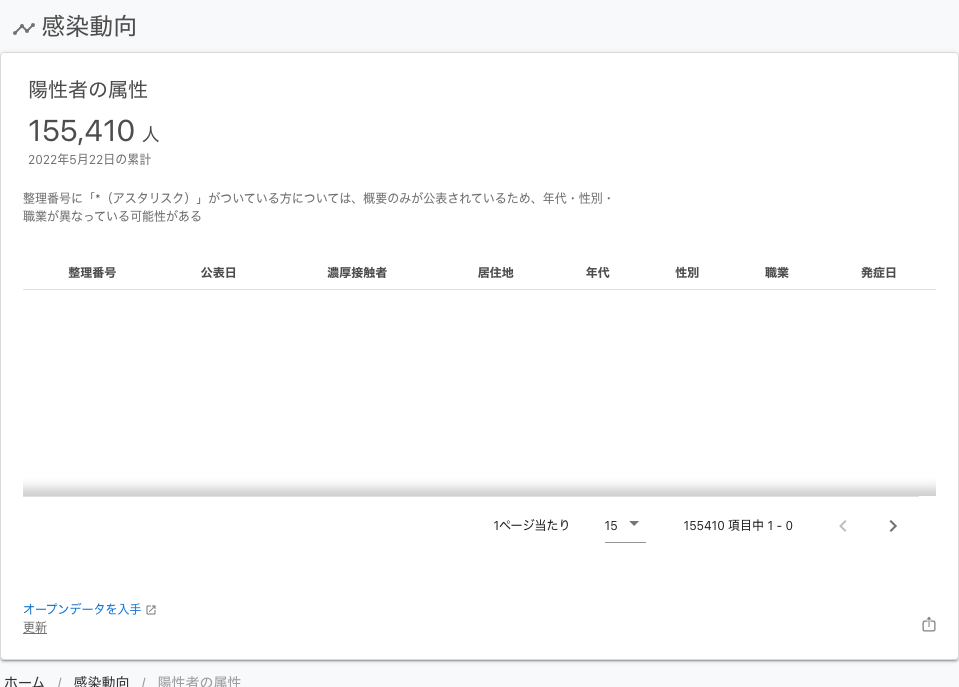 感染動向
陽性者の属性
155,410 人
2022年5月22日の累計
整理番号に「*（アスタリスク）」がついている方については、概要のみが公表されているため、年代・性別・
職業が異なっている可能性がある
整理番号 公表日 濃厚接触者 居住地 年代 性別 職業 発症日
1ページ当たり 15 155410 項目中 1 - 0
オープンデータを入手
更新
ホーム / 感染動向 / 陽性者の属性